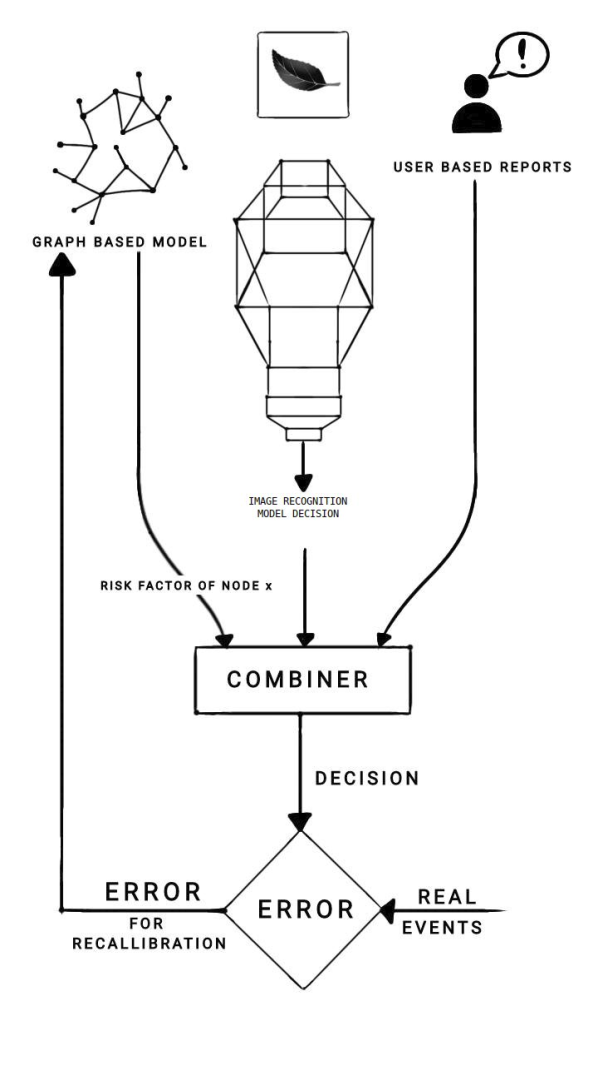 !
USER BASED REPORTS
GRAPH BASED MODEL
IMAGE RECOGNITION
MODEL DECISION
RISK FACTOR OF NODE x
COMBINER
DECISION
ERROR
FOR
RECALLIBRATION
ERROR
REAL
EVENTS